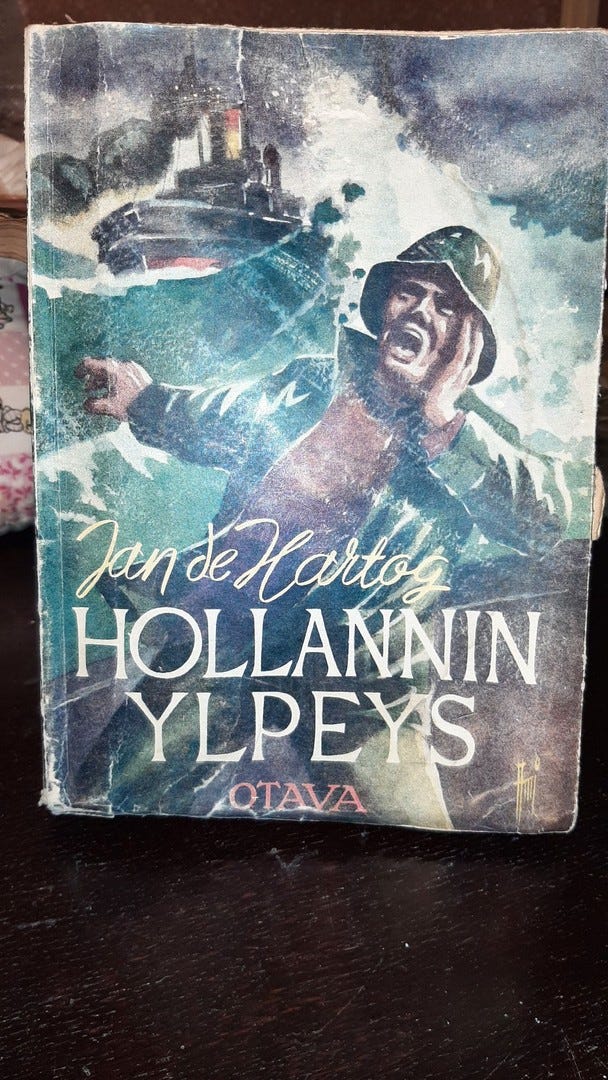 Jan de Hartog
HOLLANNIN
YLPEYS
OTAVA